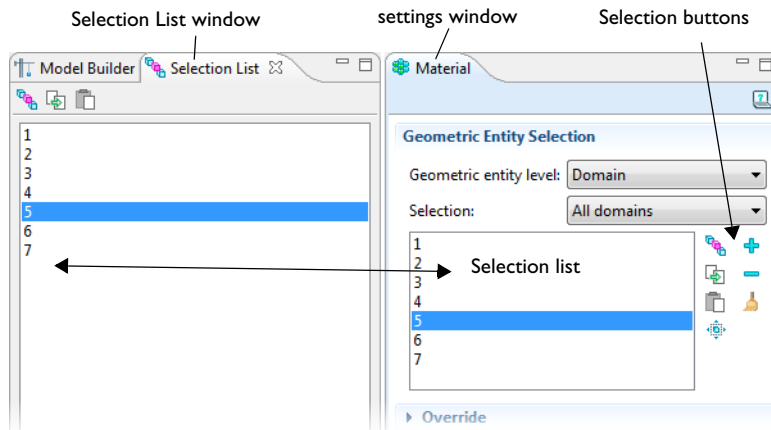 Selection List window
settings window
Selection buttons
Model Builder
Selection List
Material
?
1
2
3
4
5
6
7
Geometric Entity Selection
Geometric entity level: Domain
Selection: All domains
1
2
3
4
5
6
7
Selection list
Override